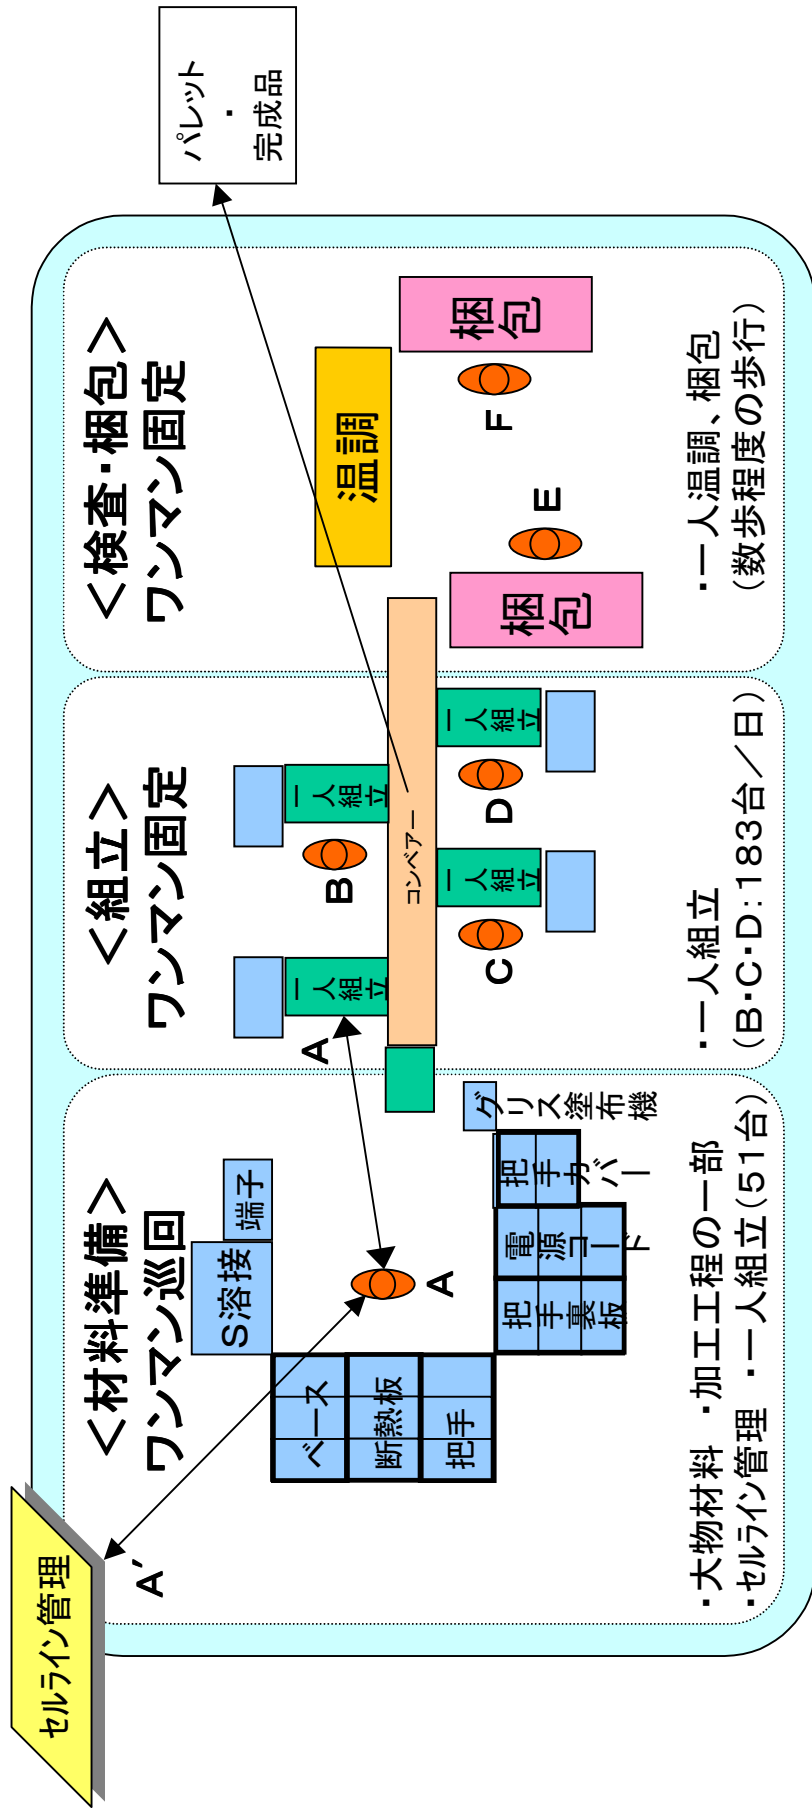 セルライン管理
A′
＜材料準備＞
ワンマン巡回
S溶接
端子
ベース
断熱板
把手
A
把手裏板
電源コード
把手カバー
グリス塗布機
・大物材料 ・加工工程の一部
・セルライン管理 ・一人組立(51台)
＜組立＞
ワンマン固定
A
一人組立
B
一人組立
コンベアー
C
一人組立
D
一人組立
・一人組立
(B・C・D:183台/日)
＜検査・梱包＞
ワンマン固定
温調
梱包
E
F
梱包
・一人温調、梱包
(数歩程度の歩行)
パレット
・
完成品